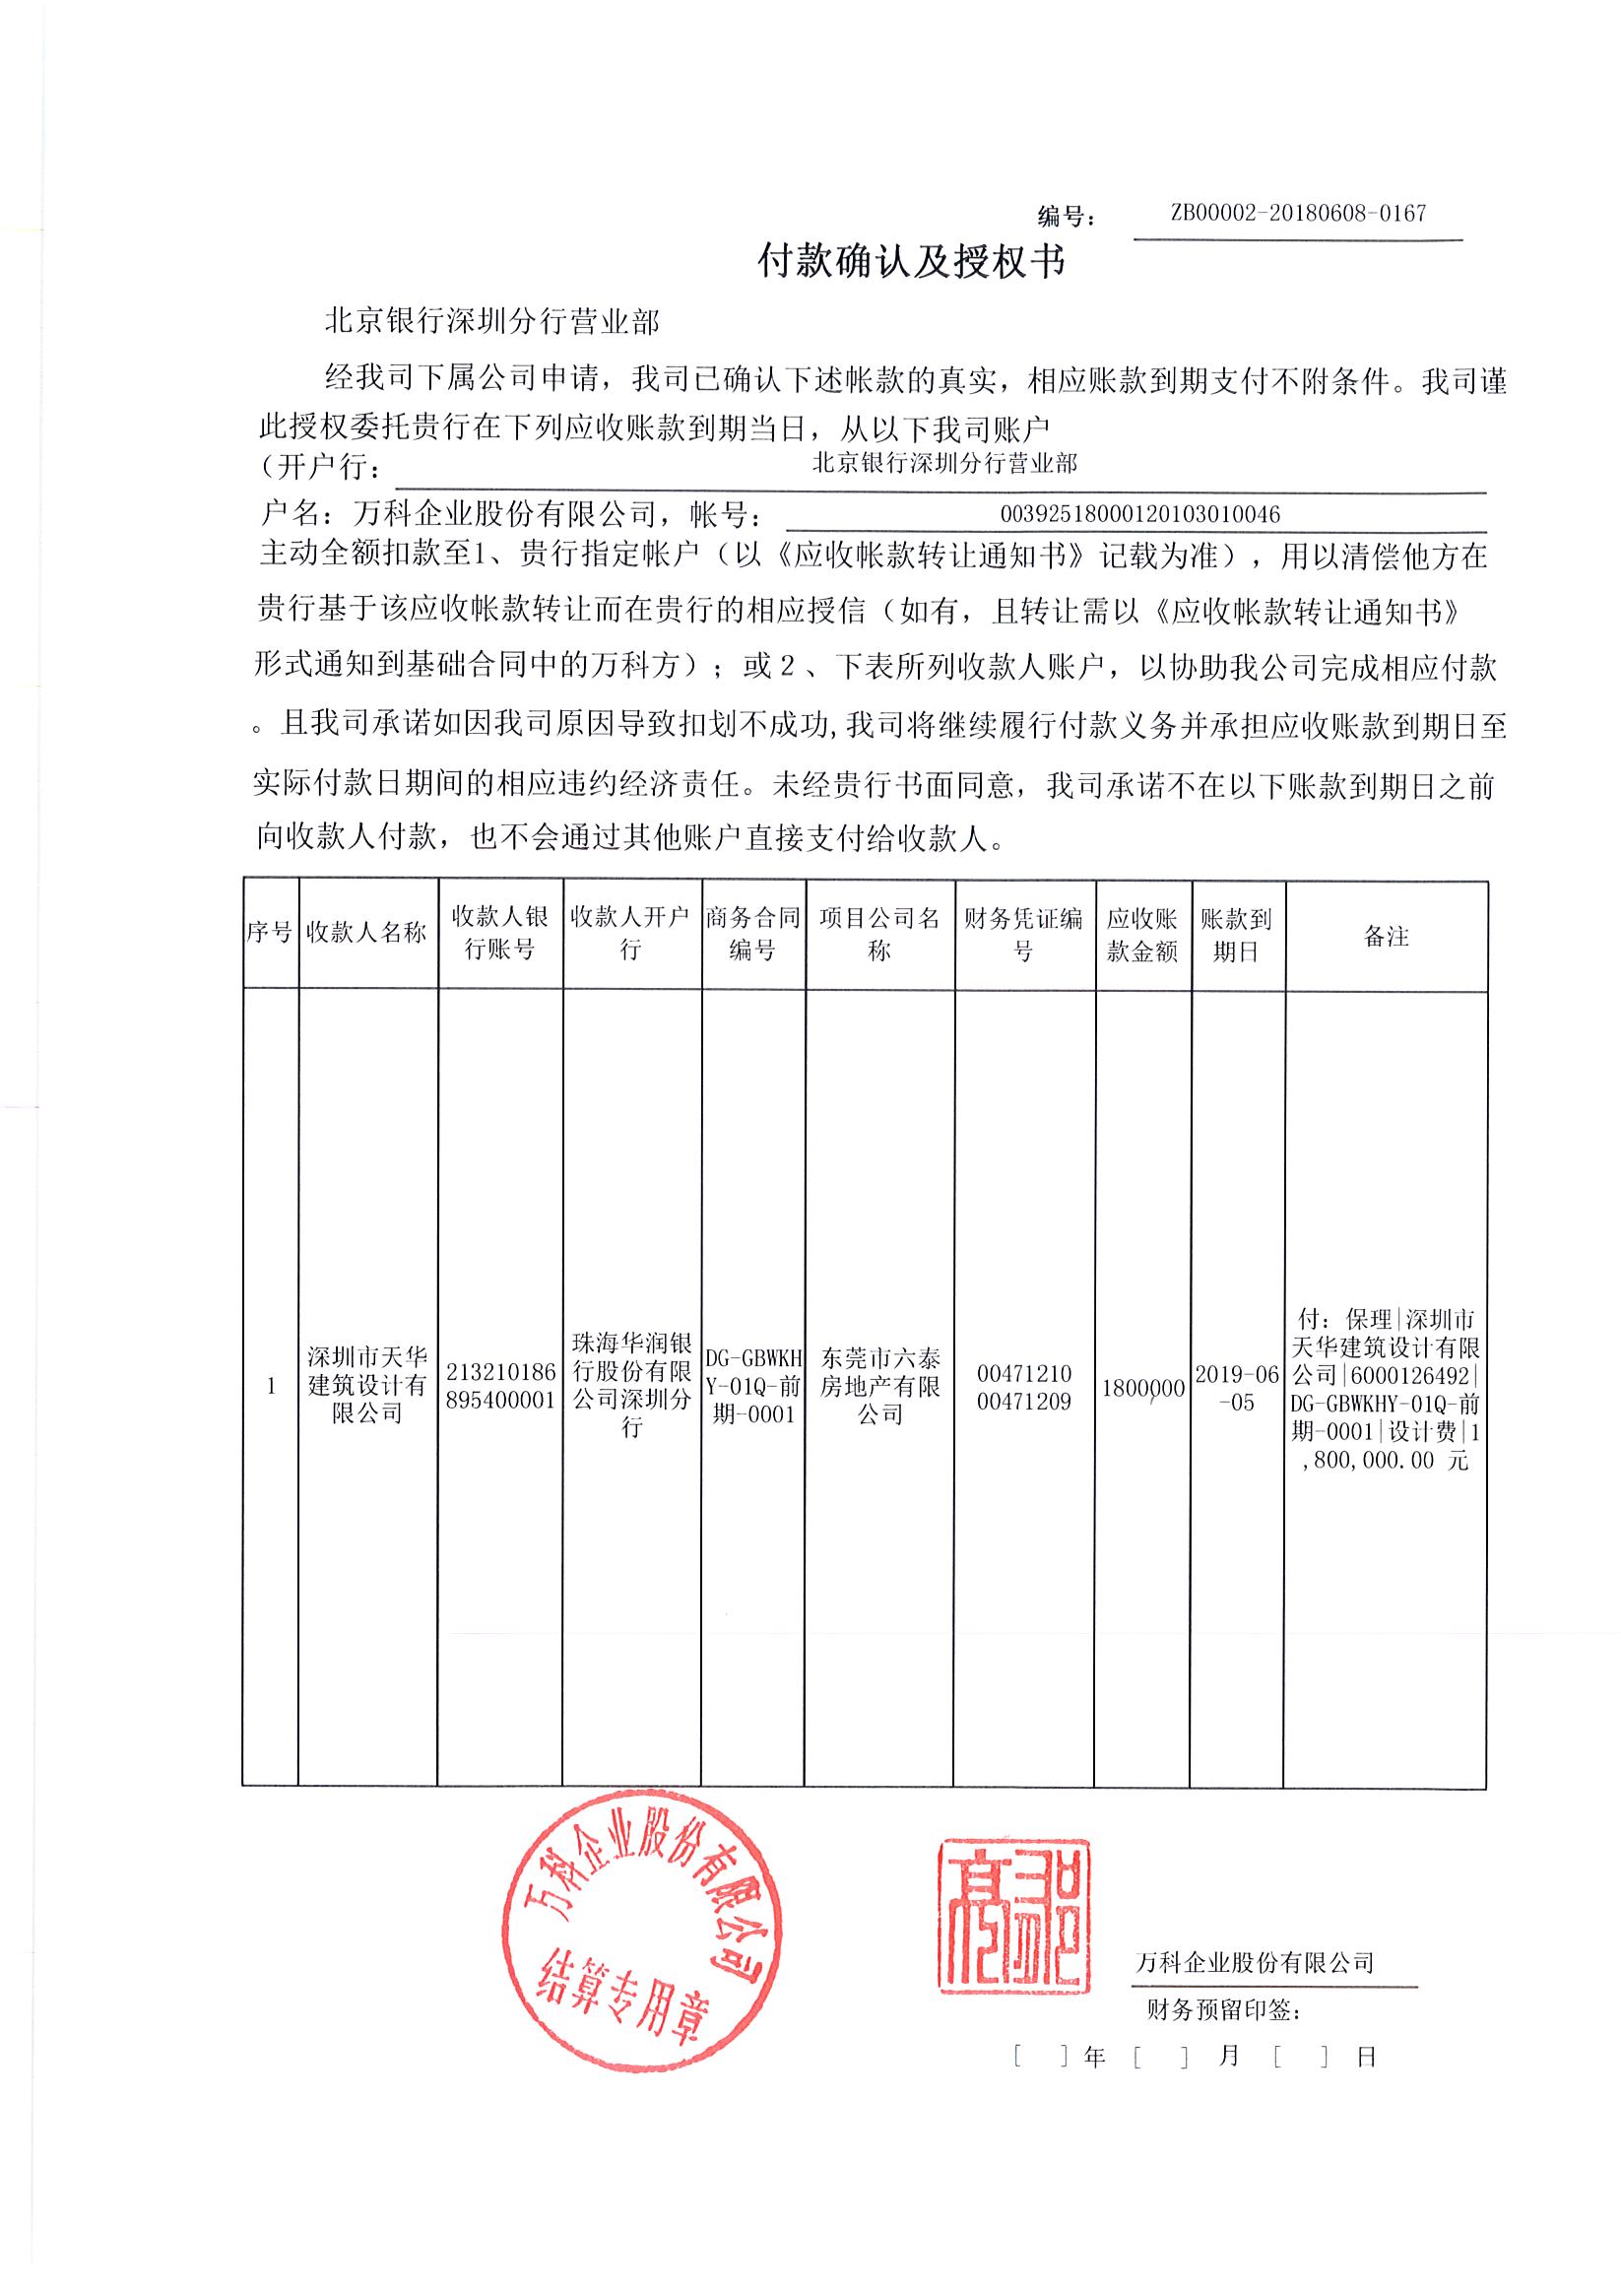 编号： ZB00002-20180608-0167
付款确认及授权书
北京银行深圳分行营业部
经我司下属公司申请，我司已确认下述帐款的真实，相应账款到期支付不附条件。我司谨
此授权委托贵行在下列应收账款到期当日，从以下我司账户
（开户行： 北京银行深圳分行营业部
户名：万科企业股份有限公司，帐号： 00392518000120103010046
主动全额扣款至1、贵行指定帐户（以《应收帐款转让通知书》记载为准），用以清偿他方在
贵行基于该应收帐款转让而在贵行的相应授信（如有，且转让需以《应收帐款转让通知书》
形式通知到基础合同中的万科方）；或２、下表所列收款人账户，以协助我公司完成相应付款
。且我司承诺如因我司原因导致扣划不成功,我司将继续履行付款义务并承担应收账款到期日至
实际付款日期间的相应违约经济责任。未经贵行书面同意，我司承诺不在以下账款到期日之前
向收款人付款，也不会通过其他账户直接支付给收款人。
序号
收款人名称
收款人银
行账号
收款人开户
行
商务合同
编号
项目公司名
称
财务凭证编
号
应收账
款金额
账款到
期日
备注
1
深圳市天华
建筑设计有
限公司
213210186
895400001
珠海华润银
行股份有限
公司深圳分
行
DG-GBWKH
Y-01Q-前
期-0001
东莞市六泰
房地产有限
公司
00471210
00471209
1800000
2019-06
-05
付：保理|深圳市
天华建筑设计有限
公司|6000126492|
DG-GBWKHY-01Q-前
期-0001|设计费|1
,800,000.00 元
万科企业股份有限公司
结算专用章
万科企业股份有限公司
财务预留印签：
[ ]年 [ ] 月 [ ] 日